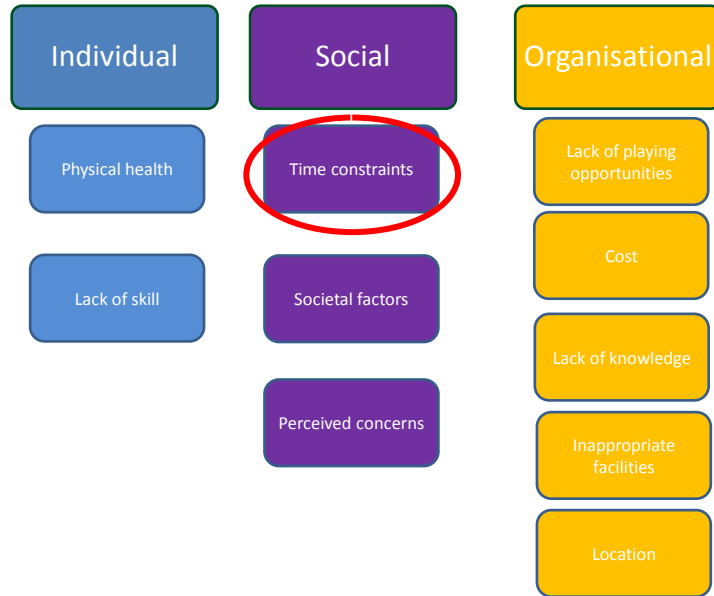 Individual
Social
Organisational
Physical health
Lack of skill
Time constraints
Societal factors
Perceived concerns
Lack of playing
opportunities
Cost
Lack of knowledge
Inappropriate
facilities
Location